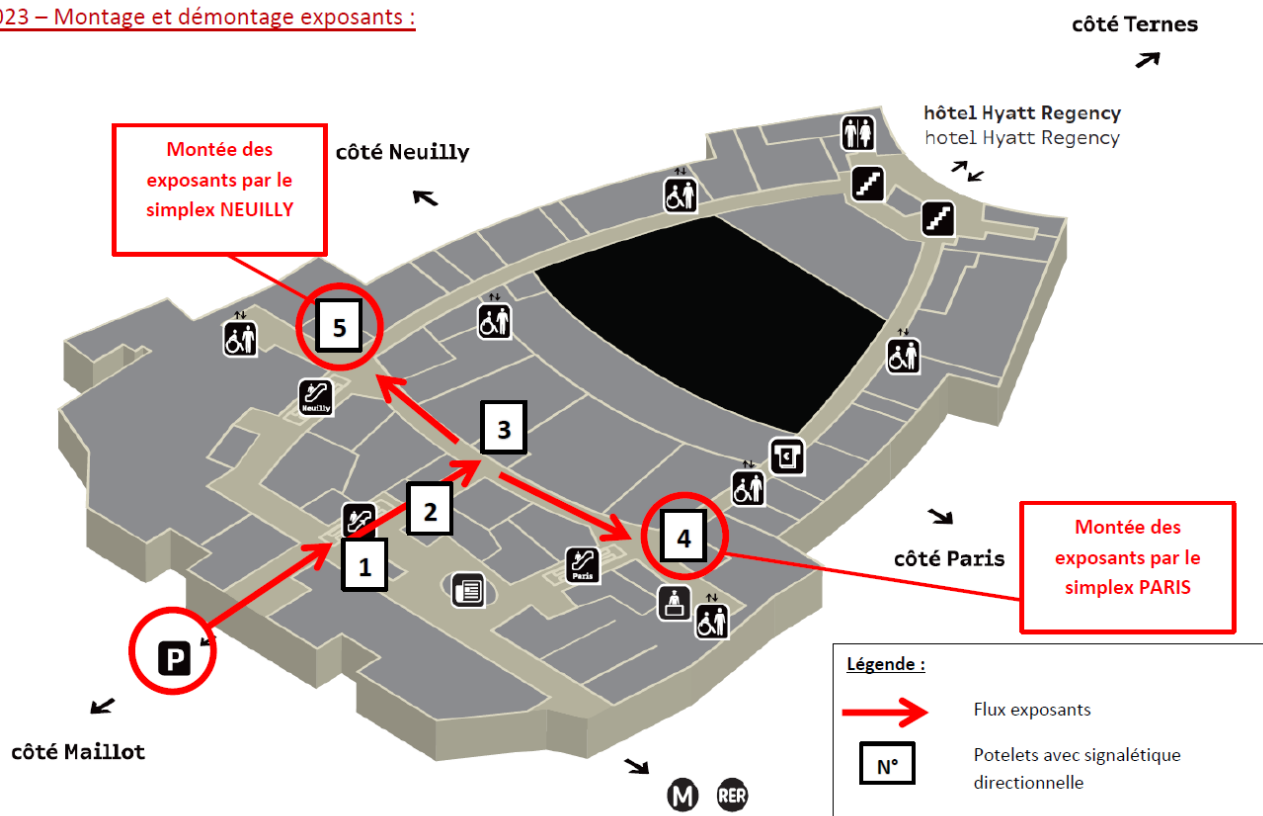 023 – Montage et démontage exposants :
côté Ternes
hôtel Hyatt Regency
hotel Hyatt Regency
Montée des
exposants par le
simplex NEUILLY
côté Neuilly
5
Neuilly
3
2
1
4
Paris
P
côté Paris
Montée des
exposants par le
simplex PARIS
côté Maillot
M RER
Légende :
Flux exposants
N°
Potelets avec signalétique
directionnelle